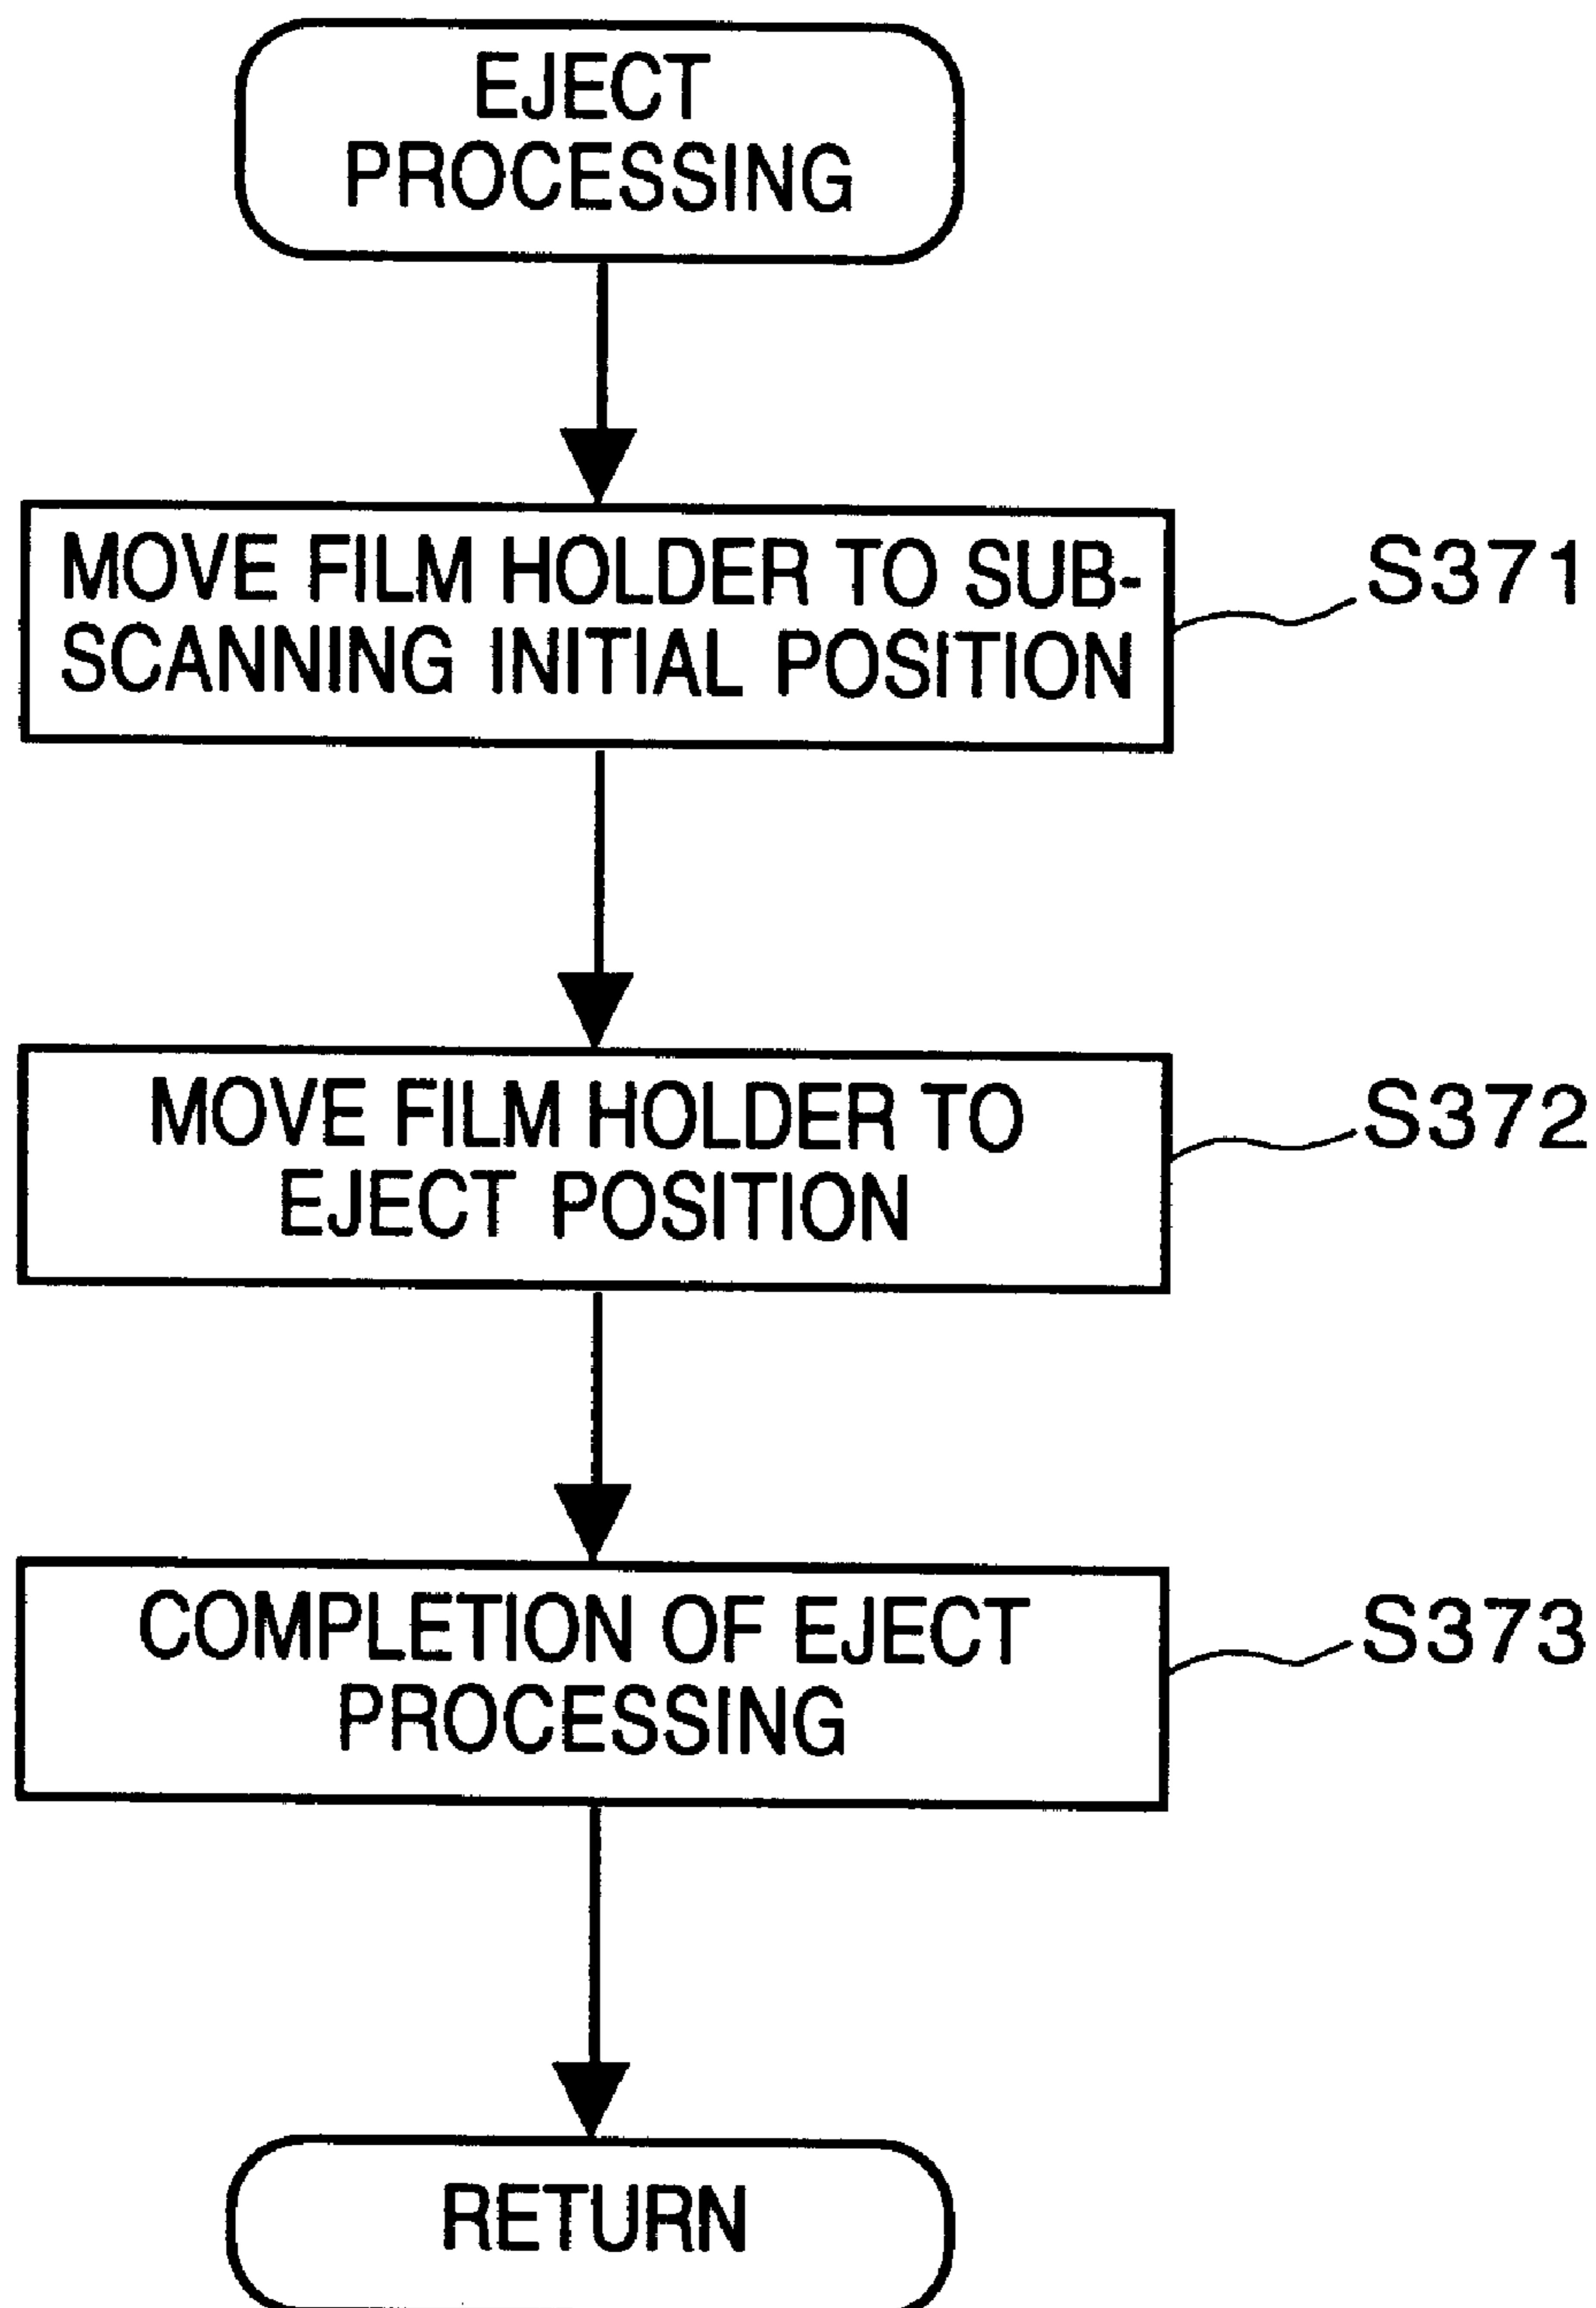 EJECT
PROCESSING
MOVE FILM HOLDER TO SUB-
SCANNING INITIAL POSITION
S371
MOVE FILM HOLDER TO
EJECT POSITION
S372
COMPLETION OF EJECT
PROCESSING
S373
RETURN